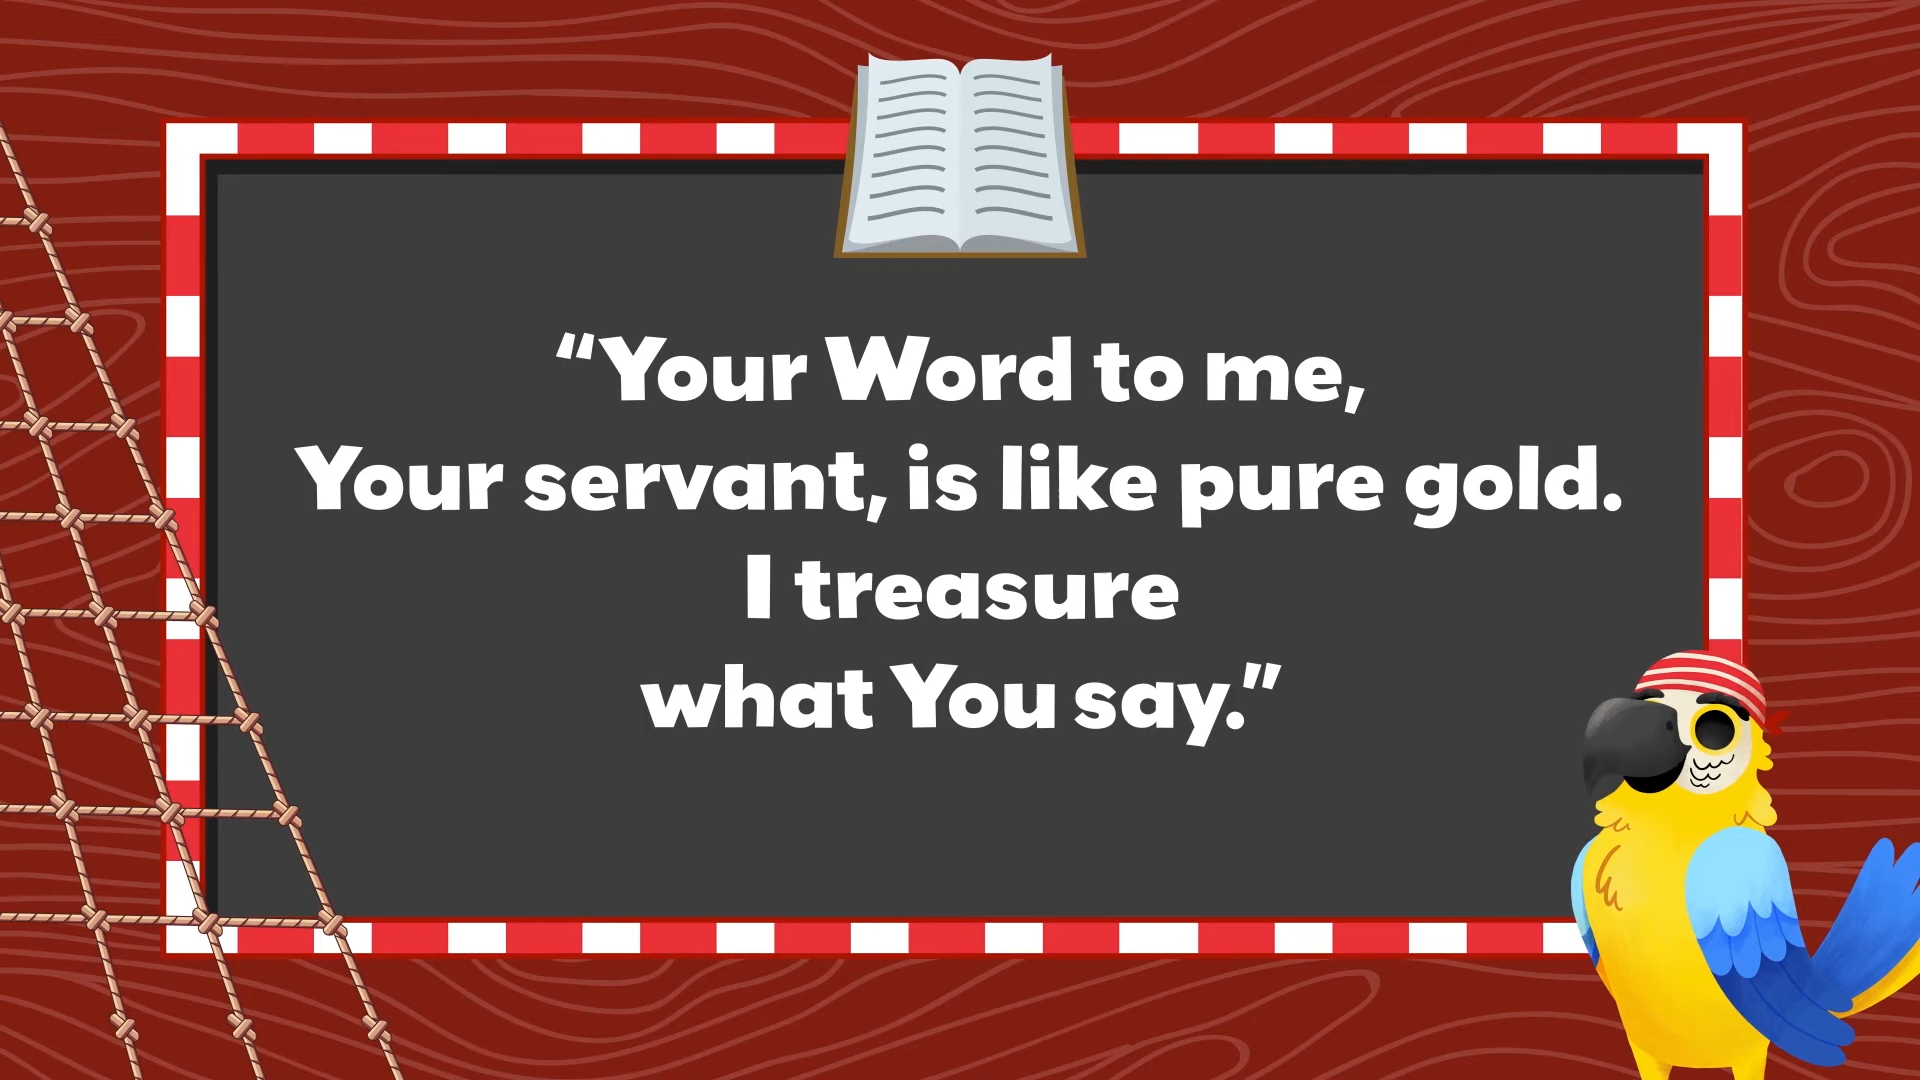 “Your Word to me,
Your servant, is like pure gold.
I treasure
what You say.”